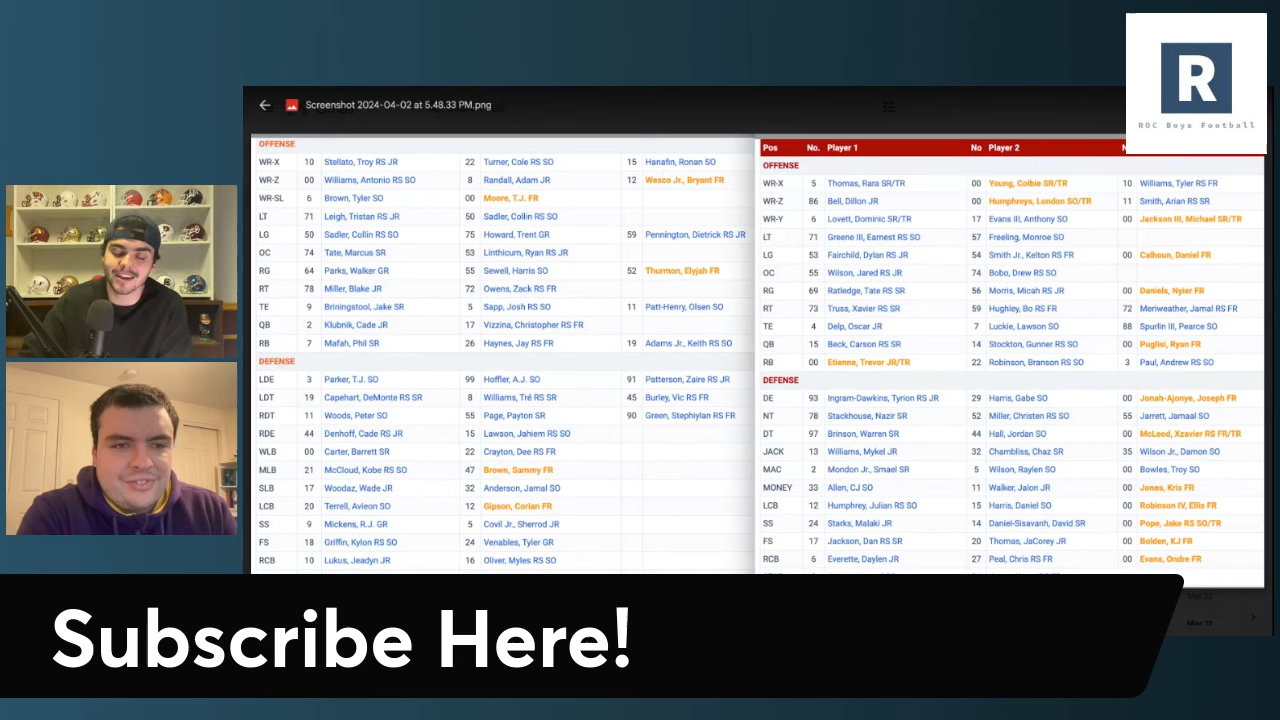 R
ROC Boys Football
Screenshot 2024-04-02 at 5.48.33 PM.png
OFFENSE
WR-X 10 Stellato, Troy RS JR 22 Turner, Cole RS SO 15 Hanafin, Ronan SO
WR-Z 00 Williams, Antonio RS SO 8 Randall, Adam JR 12 Wesco Jr., Bryant FR
WR-SL 6 Brown, Tyler SO 00 Moore, T.J. FR
LT 71 Leigh, Tristan RS JR 50 Sadler, Collin RS SO
LG 50 Sadler, Collin RS SO 75 Howard, Trent GR 59 Pennington, Dietrick RS JR
OC 74 Tate, Marcus SR 53 Linthicum, Ryan RS JR
RG 64 Parks, Walker GR 55 Sewell, Harris SO 52 Thurmon, Elyjah FR
RT 78 Miller, Blake JR 72 Owens, Zack RS FR
TE 9 Briningstool, Jake SR 5 Sapp, Josh RS SO 11 Patt-Henry, Olsen SO
QB 2 Klubnik, Cade JR 17 Vizzina, Christopher RS FR
RB 7 Mafah, Phil SR 26 Haynes, Jay RS FR 19 Adams Jr., Keith RS SO
DEFENSE
LDE 3 Parker, T.J. SO 99 Hoffler, A.J. SO 91 Patterson, Zaire RS JR
LDT 19 Capehart, DeMonte RS SR 8 Williams, Tré RS SR 45 Burley, Vic RS FR
RDT 11 Woods, Peter SO 55 Page, Payton SR 90 Green, Stephiylan RS FR
RDE 44 Denhoff, Cade RS JR 15 Lawson, Jahiem RS SO
WLB 00 Carter, Barrett SR 22 Crayton, Dee RS FR
MLB 21 McCloud, Kobe RS SO 47 Brown, Sammy FR
SLB 17 Woodaz, Wade JR 32 Anderson, Jamal SO
LCB 20 Terrell, Avieon SO 12 Gipson, Corian FR
SS 9 Mickens, R.J. GR 5 Covil Jr., Sherrod JR
FS 18 Griffin, Kylon RS SO 24 Venables, Tyler GR
RCB 10 Lukus, Jeadyn JR 16 Oliver, Myles RS SO
Pos No. Player 1 No Player 2 N
OFFENSE
WR-X 5 Thomas, Rara SR/TR 00 Young, Colbie SR/TR 10 Williams, Tyler RS FR
WR-Z 86 Bell, Dillon JR 00 Humphreys, London SO/TR 11 Smith, Arian RS SR
WR-Y 6 Lovett, Dominic SR/TR 17 Evans III, Anthony SO 00 Jackson III, Michael SR/TR
LT 71 Greene III, Earnest RS SO 57 Freeling, Monroe SO
LG 53 Fairchild, Dylan RS JR 54 Smith Jr., Kelton RS FR 00 Calhoun, Daniel FR
OC 55 Wilson, Jared RS JR 74 Bobo, Drew RS SO
RG 69 Ratledge, Tate RS SR 56 Morris, Micah RS JR 00 Daniels, Nyier FR
RT 73 Truss, Xavier RS SR 59 Hughley, Bo RS FR 72 Meriweather, Jamal RS FR
TE 4 Delp, Oscar JR 7 Luckie, Lawson SO 88 Spurlin III, Pearce SO
QB 15 Beckton, Carson RS SR 14 Stockton, Gunner RS SO 00 Puglisi, Ryan FR
RB 00 Etienne, Trevor JR/TR 22 Robinson, Branson RS SO 3 Paul, Andrew RS SO
DEFENSE
DE 93 Ingram-Dawkins, Tyrion RS JR 29 Harris, Gabe SO 00 Jonah-Ajonye, Joseph FR
NT 78 Stackhouse, Nazir SR 52 Miller, Christen RS SO 55 Jarrett, Jamaal SO
DT 97 Brinson, Warren SR 44 Hall, Jordan SO 00 McLeod, Xzavier RS FR/TR
JACK 13 Williams, Mykel JR 32 Chambliss, Chaz SR 35 Wilson Jr., Damon SO
MAC 2 Mondon Jr., Smael SR 5 Wilson, Raylen SO 00 Bowles, Troy SO
MONEY 33 Allen, CJ SO 11 Walker, Jalon JR 00 Jones, Kris FR
LCB 12 Humphrey, Julian RS SO 15 Harris, Daniel SO 00 Robinson IV, Ellis FR
SS 24 Starks, Malaki JR 14 Daniel-Sisavanh, David SR 00 Pope, Jake RS SO/TR
FS 17 Jackson, Dan RS SR 20 Thomas, JaCorey JR 00 Bolden, KJ FR
RCB 6 Everette, Daylen JR 27 Peal, Chris RS FR 00 Evans, Ondre FR
Mar 22
Mar 21
Subscribe Here!